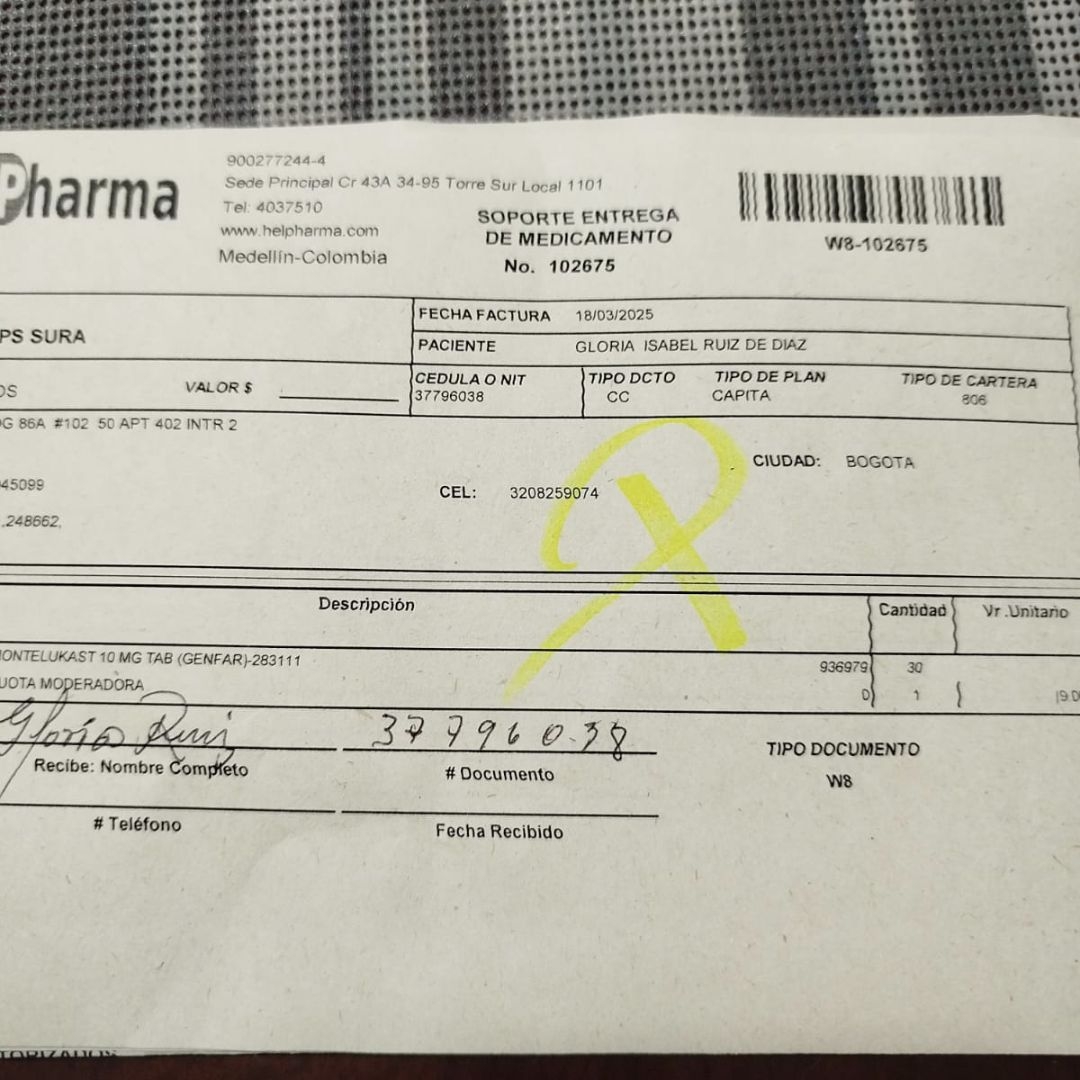 Pharma
900277244-4
Sede Principal Cr 43A 34-95 Torre Sur Local 1101
Tel: 4037510
www.helpharma.com
Medellín-Colombia
SOPORTE ENTREGA
DE MEDICAMENTO
No. 102675
W8-102675
PS SURA
FECHA FACTURA 18/03/2025
PACIENTE GLORIA ISABEL RUIZ DE DIAZ
OS VALOR $
CEDULA O NIT TIPO DCTO TIPO DE PLAN TIPO DE CARTERA
37796038 CC CAPITA 806
G 86A #102 50 APT 402 INTR 2
CIUDAD: BOGOTA
45099 CEL: 3208259074
,248662,
Descripción Cantidad Vr .Unitario
ONTELUKAST 10 MG TAB (GENFAR)-283111 936979 30
UOTA MODERADORA 0 1
Gloria Ruiz 37796038
Recibe: Nombre Completo # Documento
TIPO DOCUMENTO
W8
# Teléfono Fecha Recibido